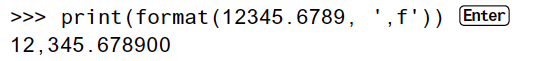 >>> print(format(12345.6789, ',f')) Enter
12,345.678900